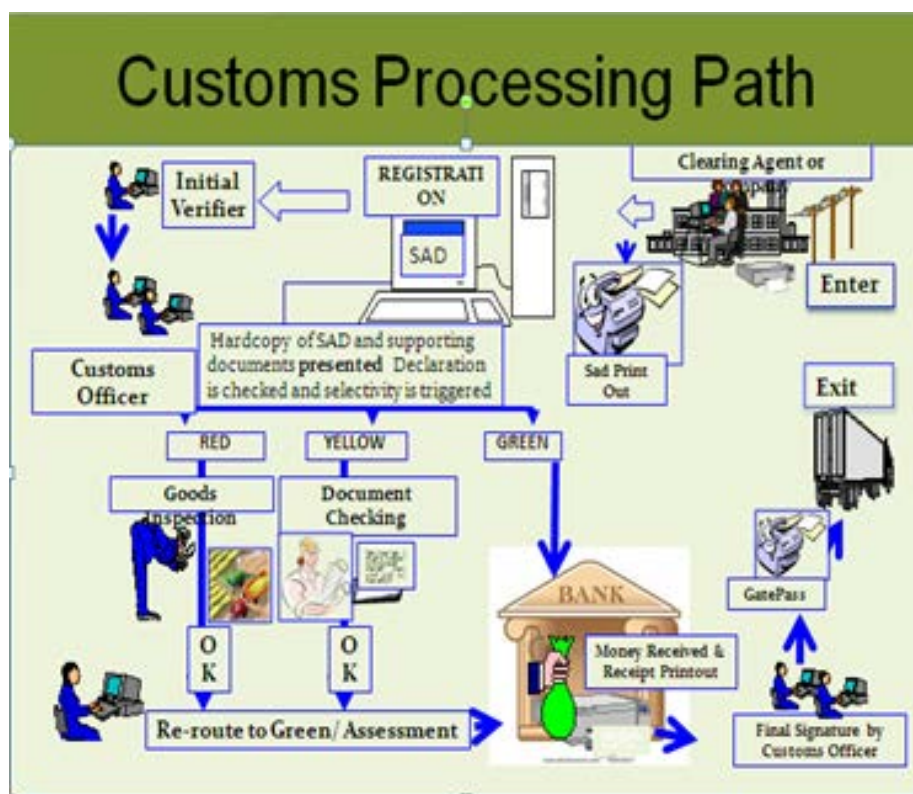 Customs Processing Path
Clearing Agent or
Enter
Sad Print
Out
REGISTRATI
ON
SAD
Initial
Verifier
Customs
Officer
Hardcopy of SAD and supporting
documents presented Declaration
is checked and selectivity is triggered
RED
YELLOW
GREEN
Goods
Inspection
Document
Checking
O
K
O
K
Re-route to Green/ Assessment
BANK
Money Received &
Receipt Printout
Final Signature by
Customs Officer
GatePass
Exit